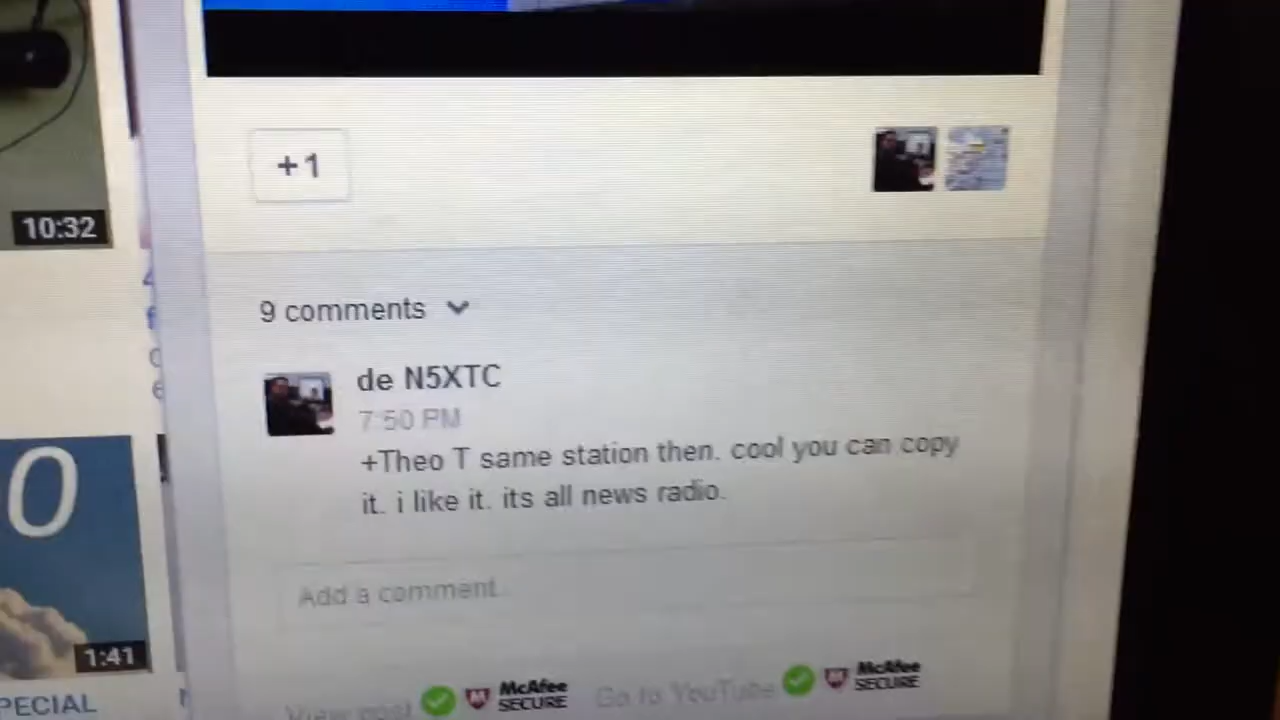 +1
10:32
9 comments
de N5XTC
7:50 PM
+Theo T same station then. cool you can copy
it. i like it. its all news radio.
Add a comment...
0
1:41
PECIAL
View post
McAfee
SECURE
Go to YouTube
McAfee
SECURE